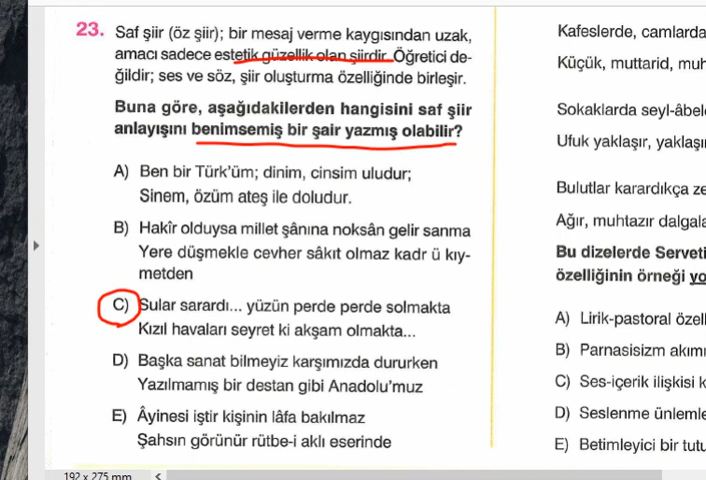 23. Saf şiir (öz şiir); bir mesaj verme kaygısından uzak,
amacı sadece estetik güzellik olan şiirdir. Öğretici de-
ğildir; ses ve söz, şiir oluşturma özelliğinde birleşir.
Buna göre, aşağıdakilerden hangisini saf şiir
anlayışını benimsemiş bir şair yazmış olabilir?
A) Ben bir Türk'üm; dinim, cinsim uludur;
Sinem, özüm ateş ile doludur.
B) Hakîr olduysa millet şânına noksân gelir sanma
Yere düşmekle cevher sâkıt olmaz kadr ü kıy-
metden
C) Sular sarardı... yüzün perde perde solmakta
Kızıl havaları seyret ki akşam olmakta...
D) Başka sanat bilmeyiz karşımızda dururken
Yazılmamış bir destan gibi Anadolu'muz
E) Âyinesi iştir kişinin lâfa bakılmaz
Şahsın görünür rütbe-i aklı eserinde
192 x 275 mm
Kafeslerde, camlarda
Küçük, muttarid, muh
Sokaklarda seyl-âbel
Ufuk yaklaşır, yaklaşı
Bulutlar karardıkça ze
Ağır, muhtazır dalgala
Bu dizelerde Serveti
özelliğinin örneği yo
A) Lirik-pastoral özell
B) Parnasisizm akımı
C) Ses-içerik ilişkisi k
D) Seslenme ünlemle
E) Betimleyici bir tutu